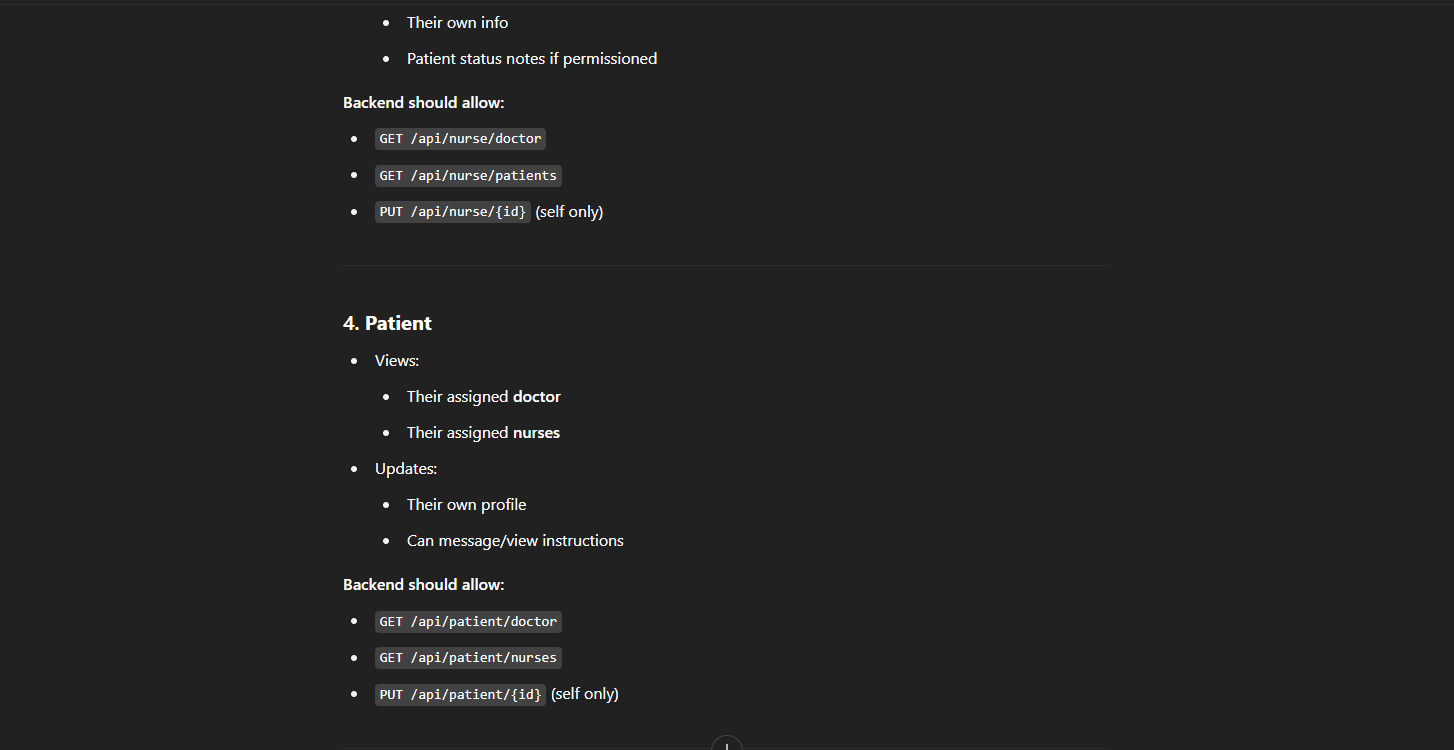 Their own info
Patient status notes if permissioned
Backend should allow:
GET /api/nurse/doctor
GET /api/nurse/patients
PUT /api/nurse/{id} (self only)
4. Patient
Views:
Their assigned doctor
Their assigned nurses
Updates:
Their own profile
Can message/view instructions
Backend should allow:
GET /api/patient/doctor
GET /api/patient/nurses
PUT /api/patient/{id} (self only)